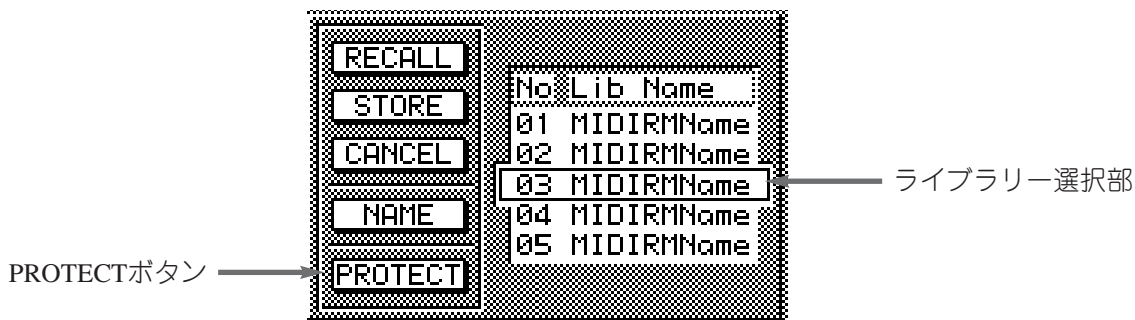 RECALL
STORE
CANCEL
NAME
PROTECT
No Lib Name
01 MIDIRMName
02 MIDIRMName
03 MIDIRMName
04 MIDIRMName
05 MIDIRMName
ライブラリー選択部
PROTECTボタン